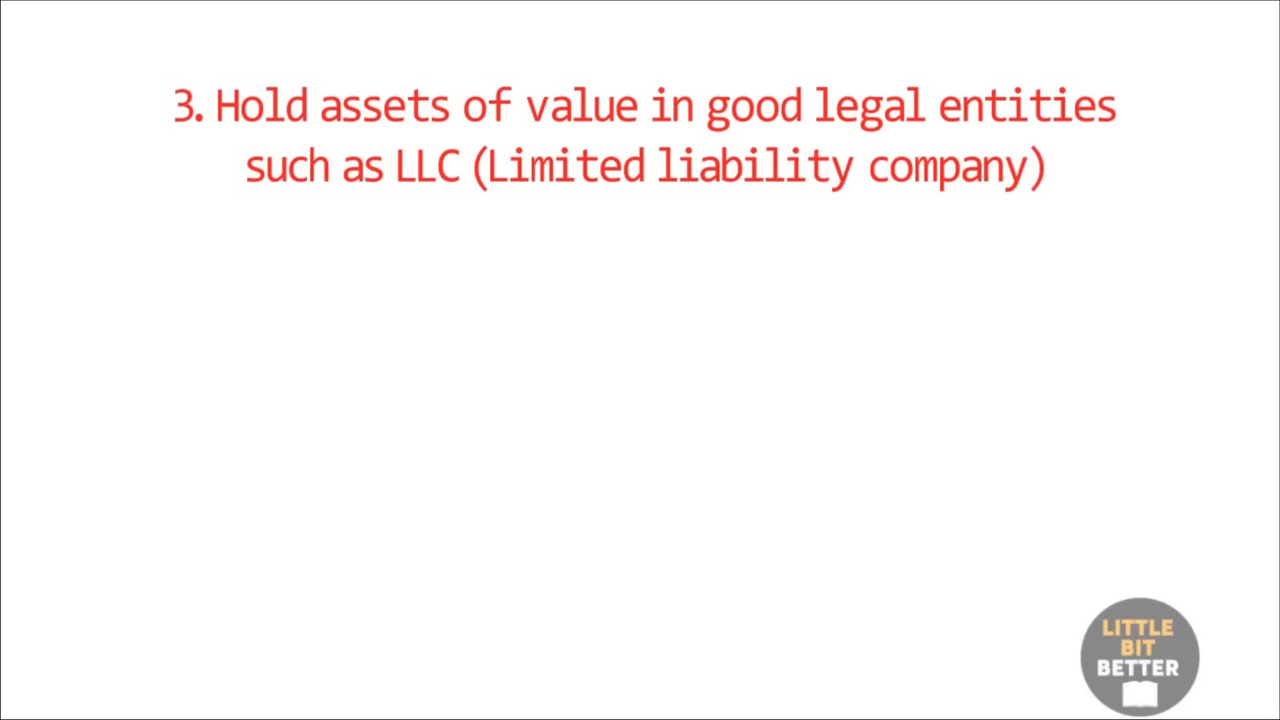 3. Hold assets of value in good legal entities
such as LLC (Limited liability company)
LITTLE
BIT
BETTER